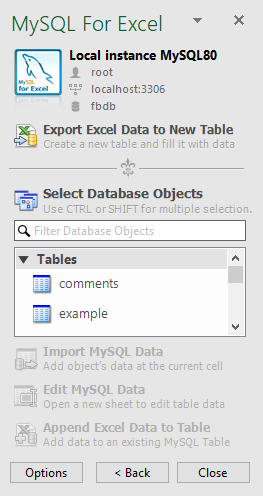 MySQL For Excel
Local instance MySQL80
root
localhost:3306
fbdb
MySQL
for Excel
Export Excel Data to New Table
Create a new table and fill it with data
Select Database Objects
Use CTRL or SHIFT for multiple selection.
Filter Database Objects
Tables
comments
example
Import MySQL Data
Add object's data at the current cell
Edit MySQL Data
Open a new sheet to edit table data
Append Excel Data to Table
Add data to an existing MySQL Table
Options
< Back
Close